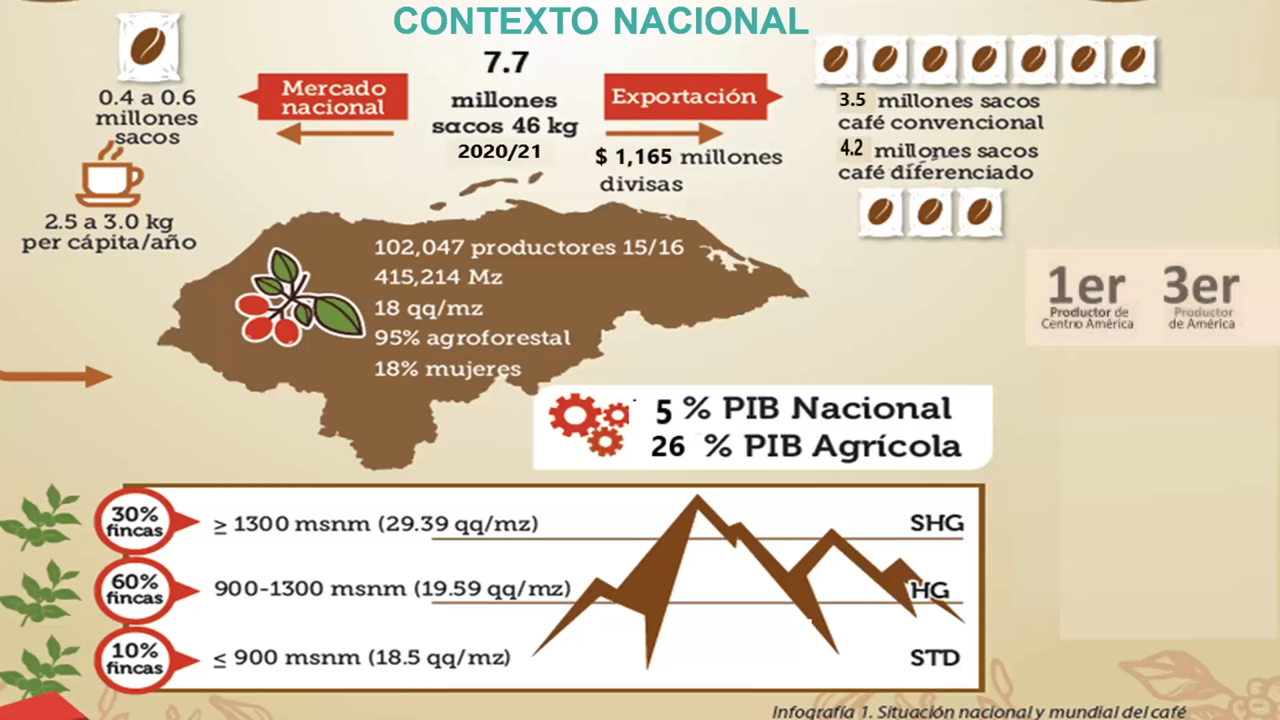 CONTEXTO NACIONAL
0.4 a 0.6
millones
sacos
2.5 a 3.0 kg
per cápita/año
Mercado
nacional
7.7
millones
sacos 46 kg
2020/21
Exportación
$ 1,165 millones
divisas
3.5 millones sacos
café convencional
4.2 millones sacos
café diferenciado
102,047 productores 15/16
415,214 Mz
18 qq/mz
95% agroforestal
18% mujeres
1er
Productor de
Centro América
3er
Productor
de América
5 % PIB Nacional
26 % PIB Agrícola
30%
fincas
≥ 1300 msnm (29.39 qq/mz)
SHG
60%
fincas
900-1300 msnm (19.59 qq/mz)
HG
10%
fincas
≤ 900 msnm (18.5 qq/mz)
STD
Infografía 1. Situación nacional y mundial del café